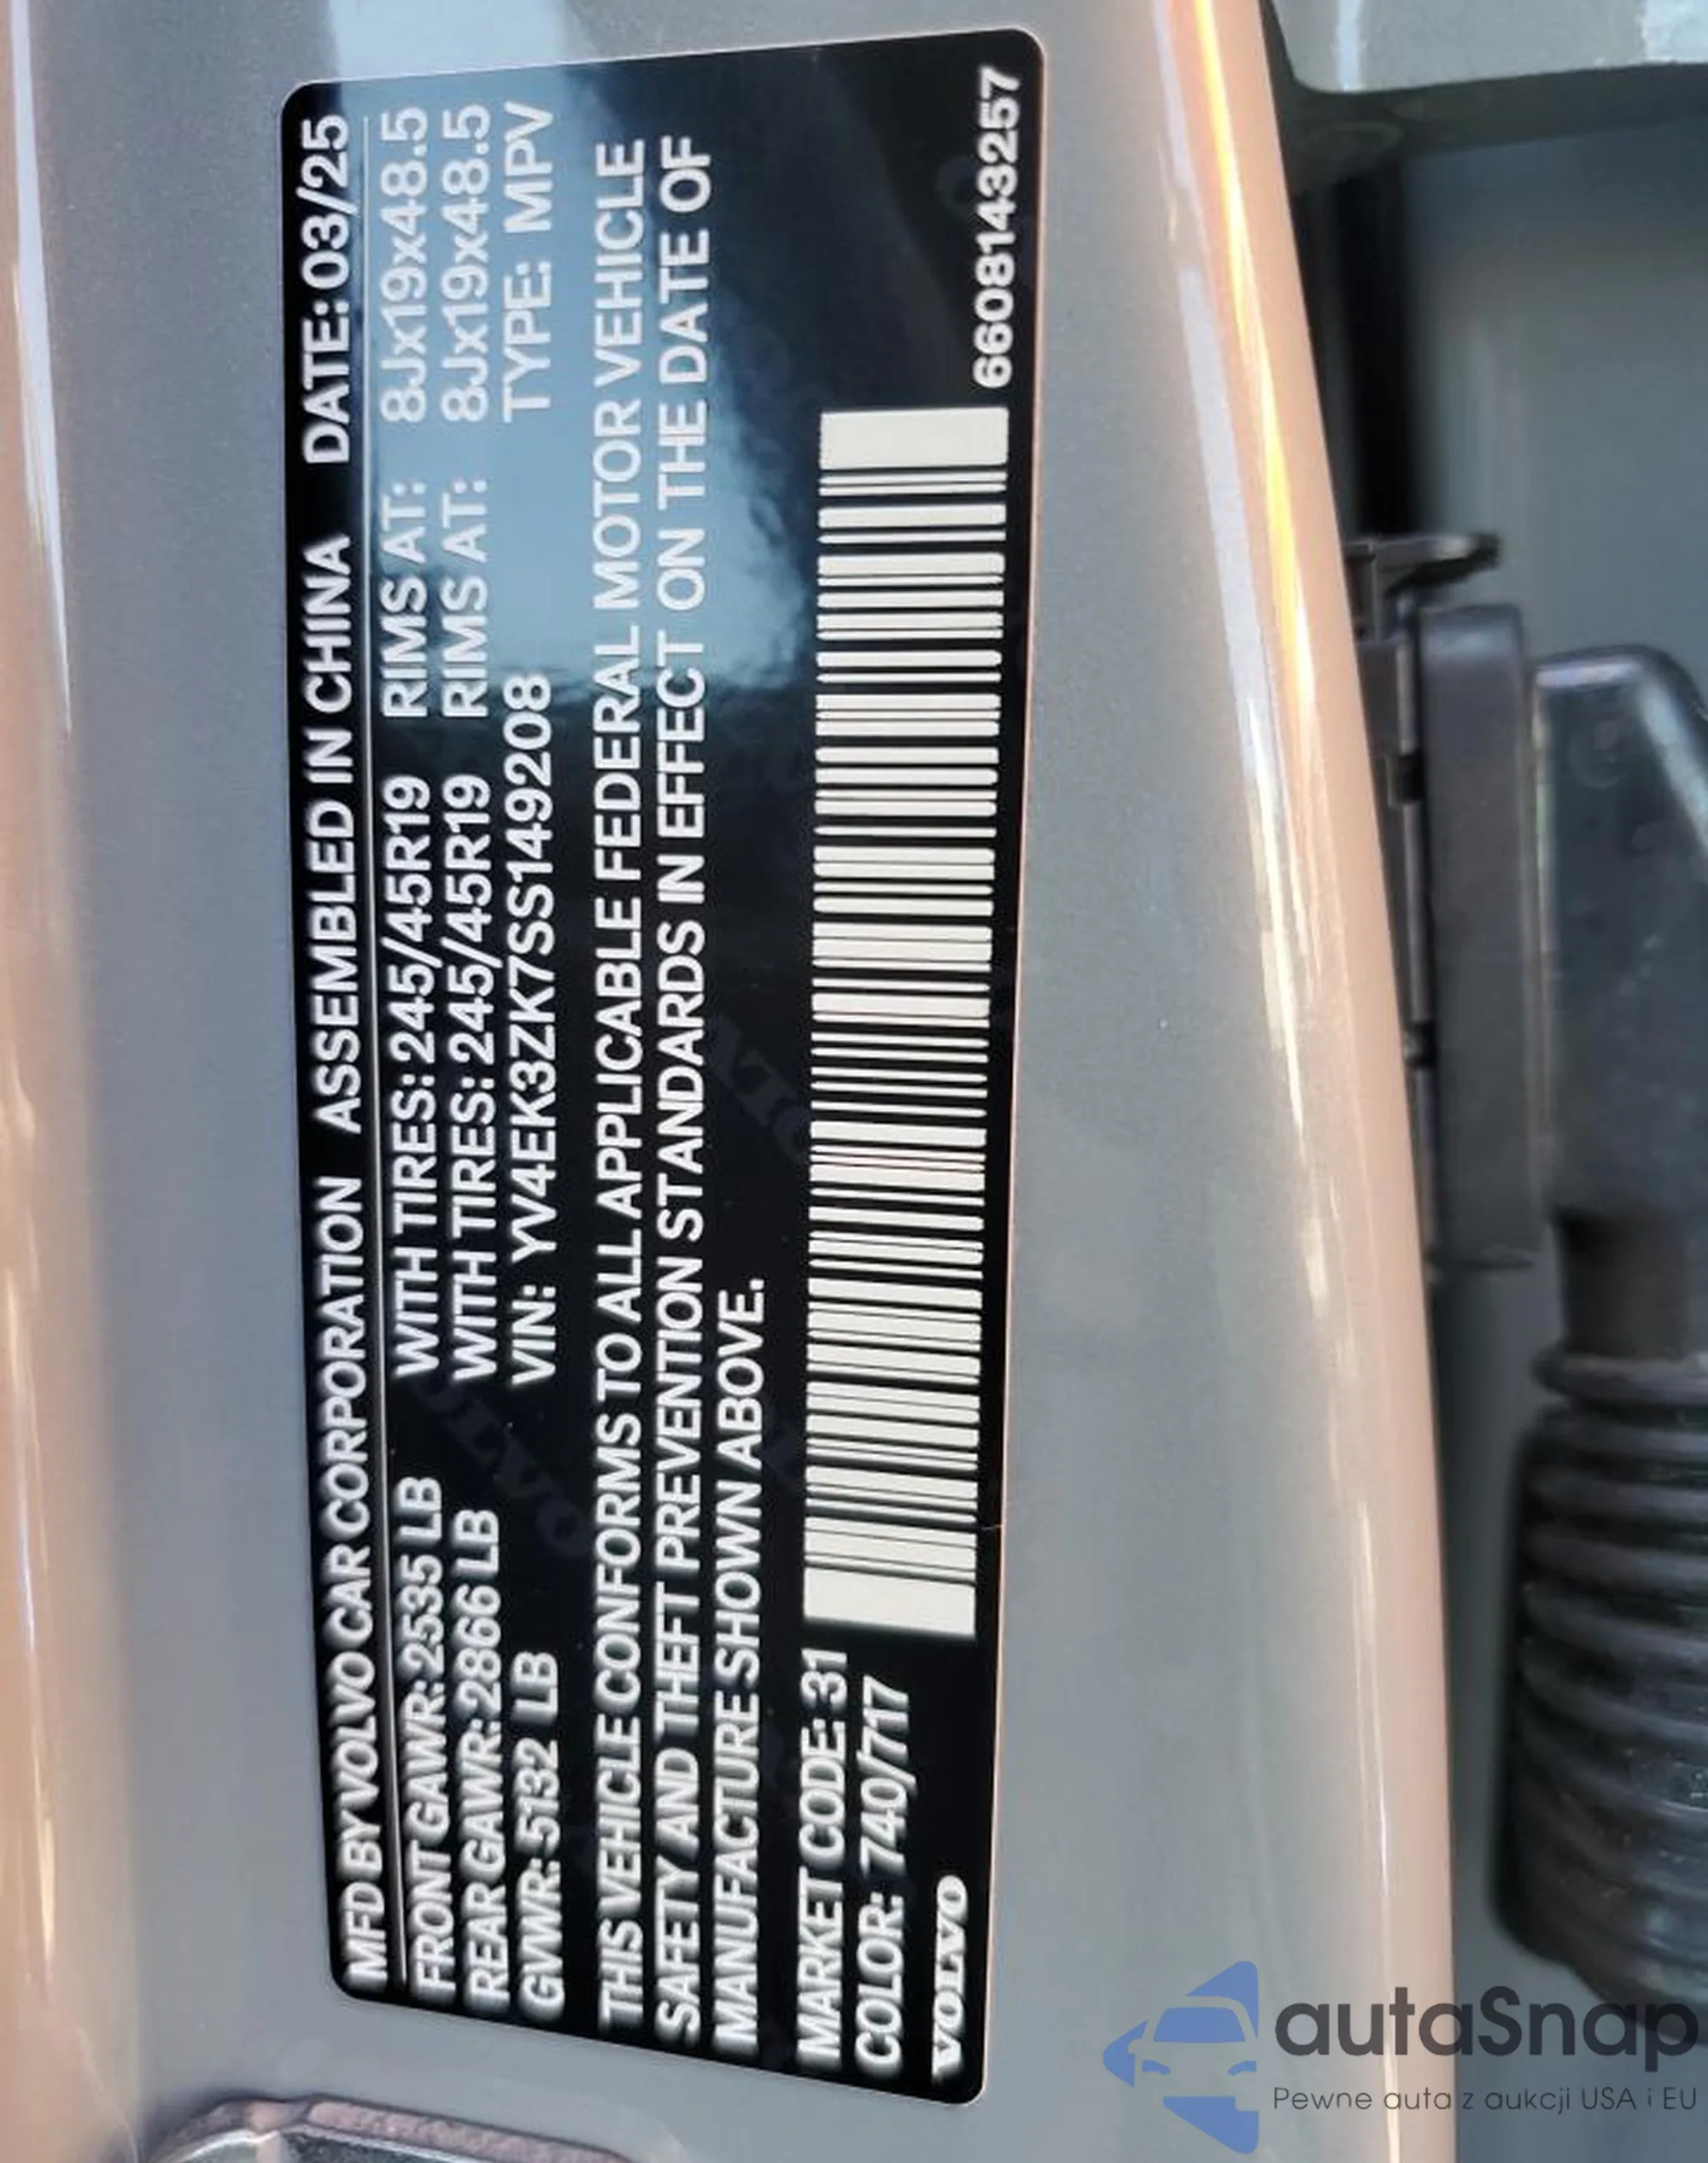 MFD BY VOLVO CAR CORPORATION ASSEMBLED IN CHINA DATE: 03/25
FRONT GAWR: 2535 LB WITH TIRES: 245/45R19 RIMS AT: 8Jx19x48.5
REAR GAWR: 2866 LB WITH TIRES: 245/45R19 RIMS AT: 8Jx19x48.5
GVWR: 5132 LB VIN: YV4EK3ZK7SS149208 TYPE: MPV
THIS VEHICLE CONFORMS TO ALL APPLICABLE FEDERAL MOTOR VEHICLE
SAFETY AND THEFT PREVENTION STANDARDS IN EFFECT ON THE DATE OF
MANUFACTURE SHOWN ABOVE.
MARKET CODE: 31
COLOR: 740/717
VOLVO
6608143257
autaSnap
Pewne auta z aukcji USA i EU